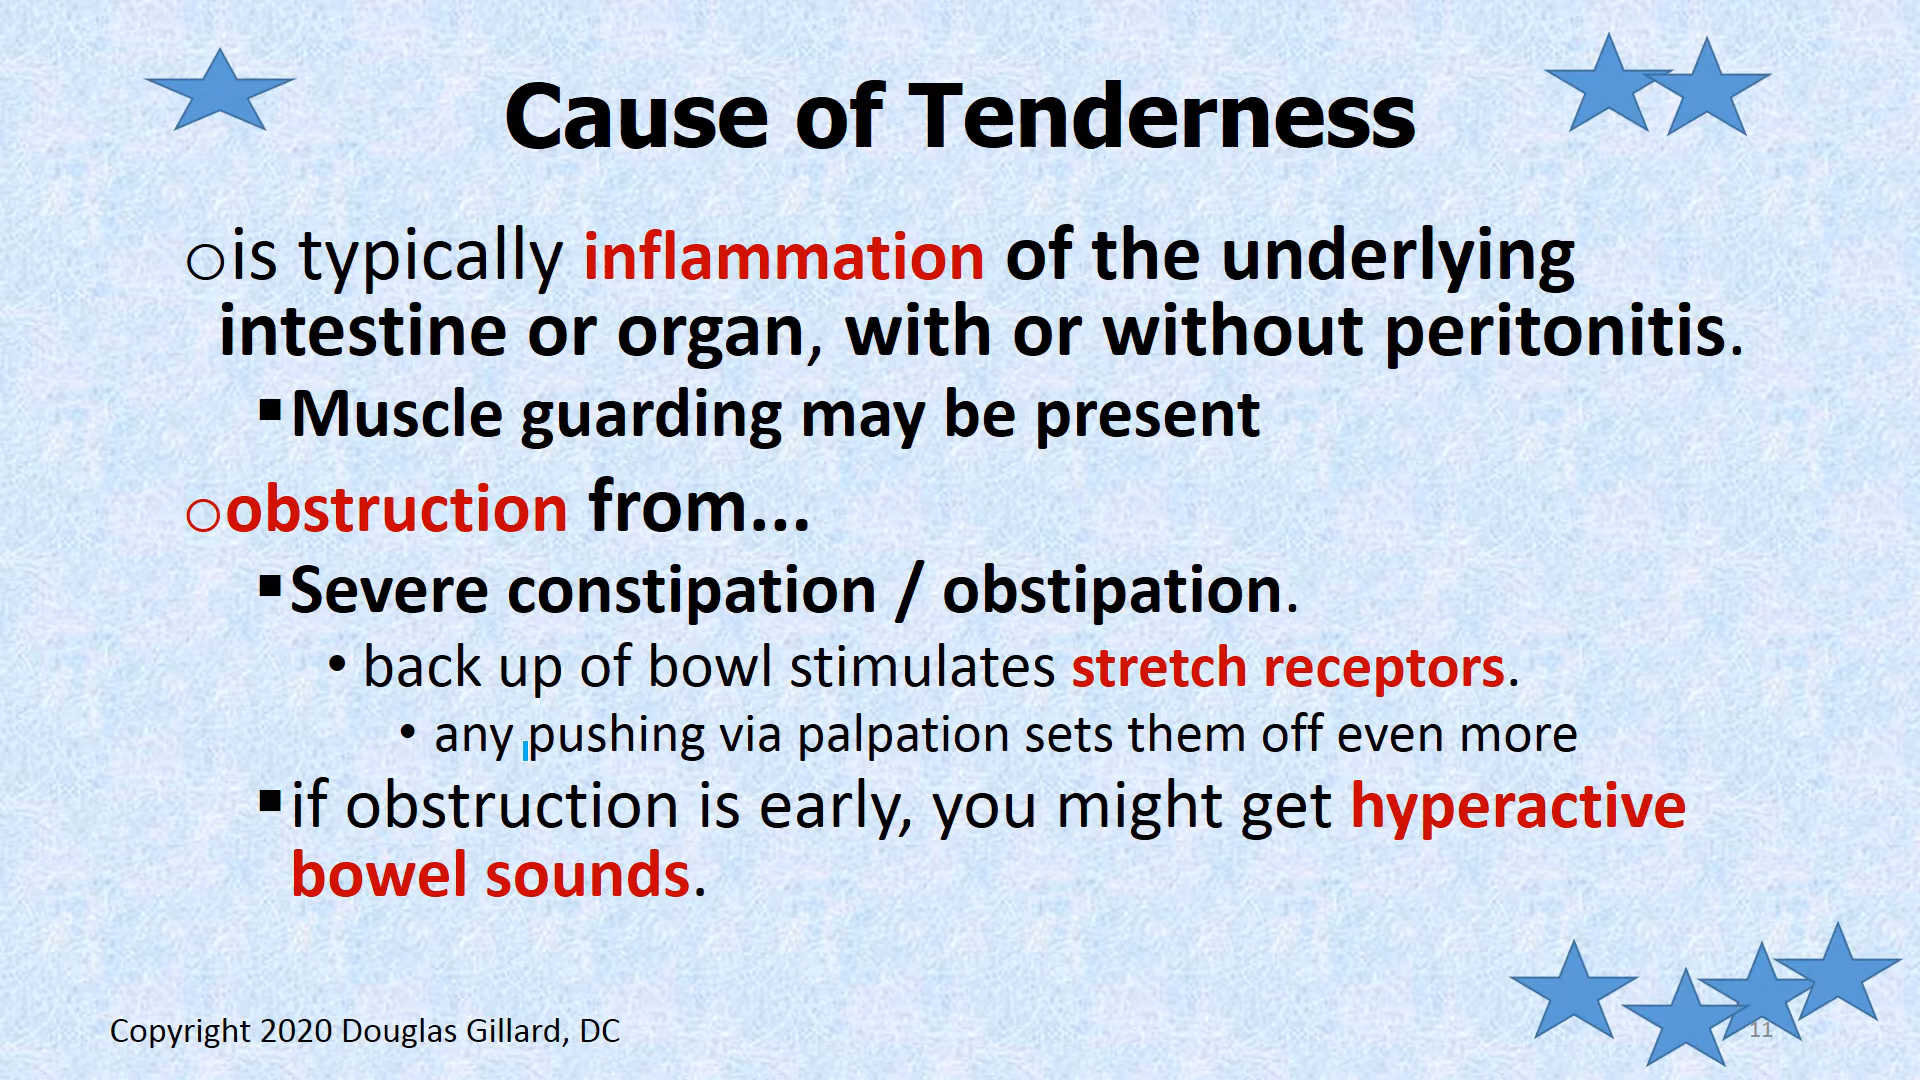 Cause of Tenderness
○is typically inflammation of the underlying
intestine or organ, with or without peritonitis.
▪Muscle guarding may be present
○obstruction from...
▪Severe constipation / obstipation.
• back up of bowl stimulates stretch receptors.
• any pushing via palpation sets them off even more
▪if obstruction is early, you might get hyperactive
bowel sounds.
Copyright 2020 Douglas Gillard, DC
11